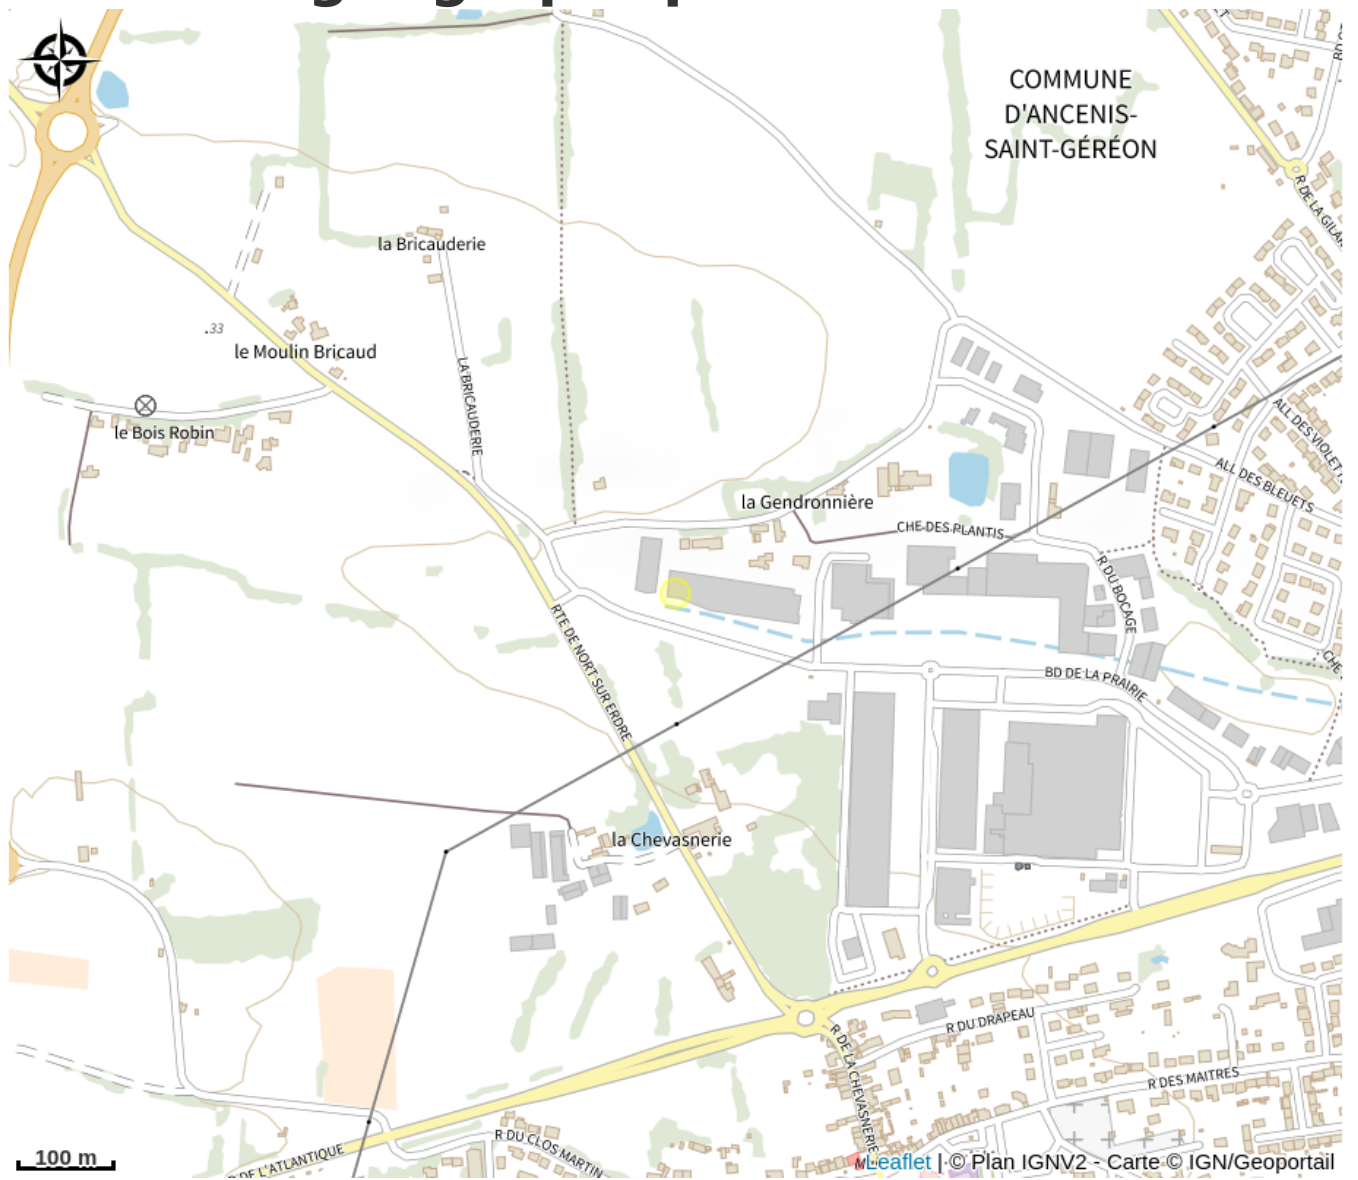 COMMUNE
D'ANCENIS-
SAINT-GÉRÉON
R DE LA GILAR
la Bricauderie
.33
le Moulin Bricaud
LA BRICAUDERIE
le Bois Robin
ALL DES VIOLETT
ALL DES BLEUETS
la Gendronnière
CHE DES PLANTIS
R DU BOCAGE
RTE DE NORT SUR ERDRE
CHE
BD DE LA PRAIRIE
la Chevasnerie
R DU DRAPEAU
R DE LA CHEVASNERIE
R DES MAITRES
R DU CLOS MARTIN
R DE L'ATLANTIQUE
100 m
Leaflet | © Plan IGNV2 - Carte © IGN/Geoportail